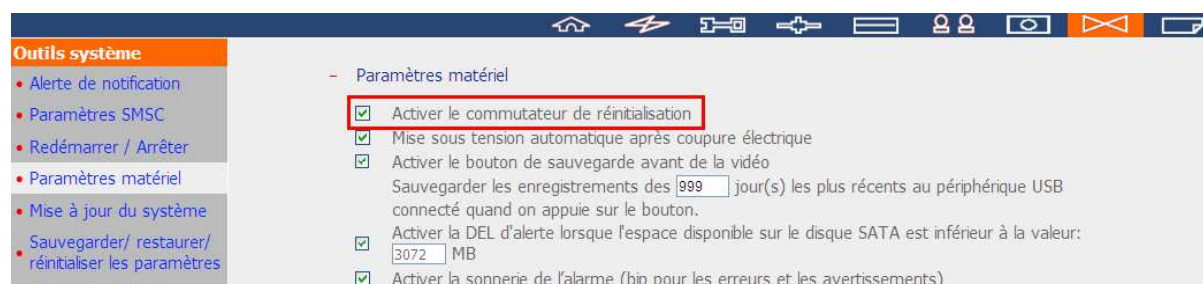 Outils système
Alerte de notification
Paramètres SMSC
Redémarrer / Arrêter
Paramètres matériel
Mise à jour du système
Sauvegarder/ restaurer/
réinitialiser les paramètres
– Paramètres matériel
Activer le commutateur de réinitialisation
Mise sous tension automatique après coupure électrique
Activer le bouton de sauvegarde avant de la vidéo
Sauvegarder les enregistrements des 999 jour(s) les plus récents au périphérique USB
connecté quand on appuie sur le bouton.
Activer la DEL d'alerte lorsque l'espace disponible sur le disque SATA est inférieur à la valeur:
3072 MB
Activer la sonnerie de l'alarme (bip pour les erreurs et les avertissements)